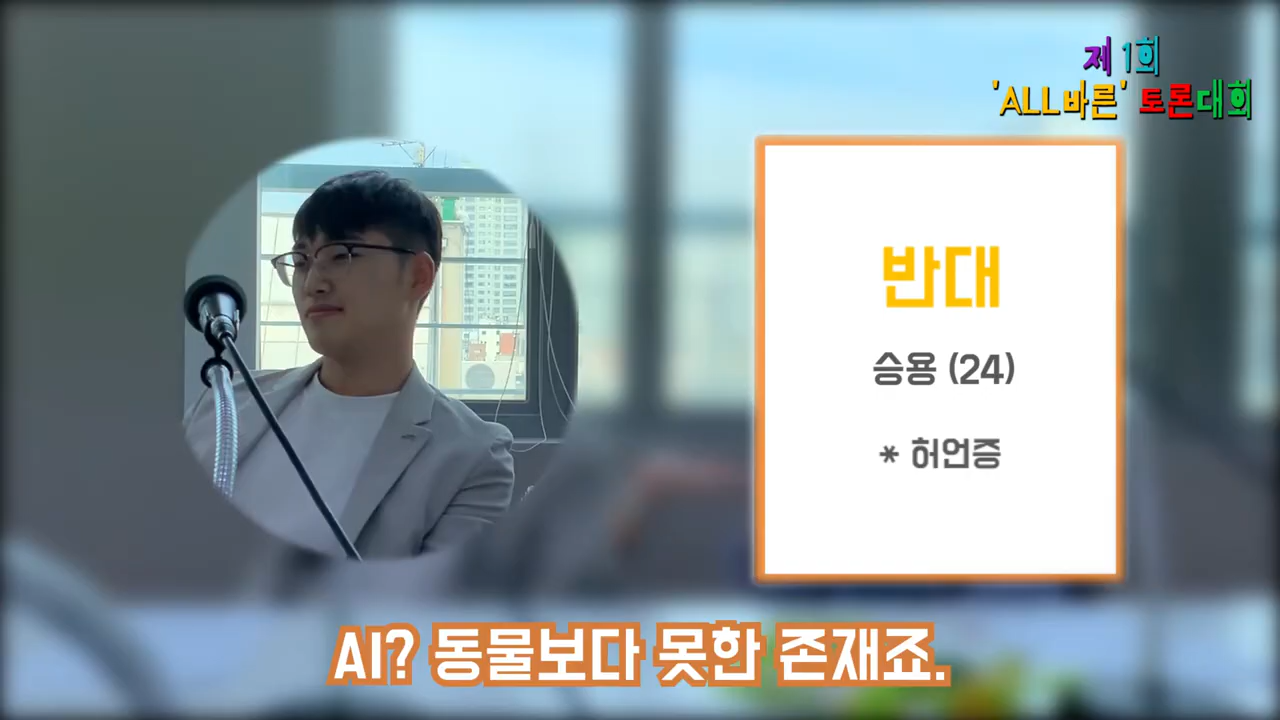 제 1회
'ALL바른' 토론대회
반대
승용 (24)
* 허언증
AI? 동물보다 못한 존재죠.